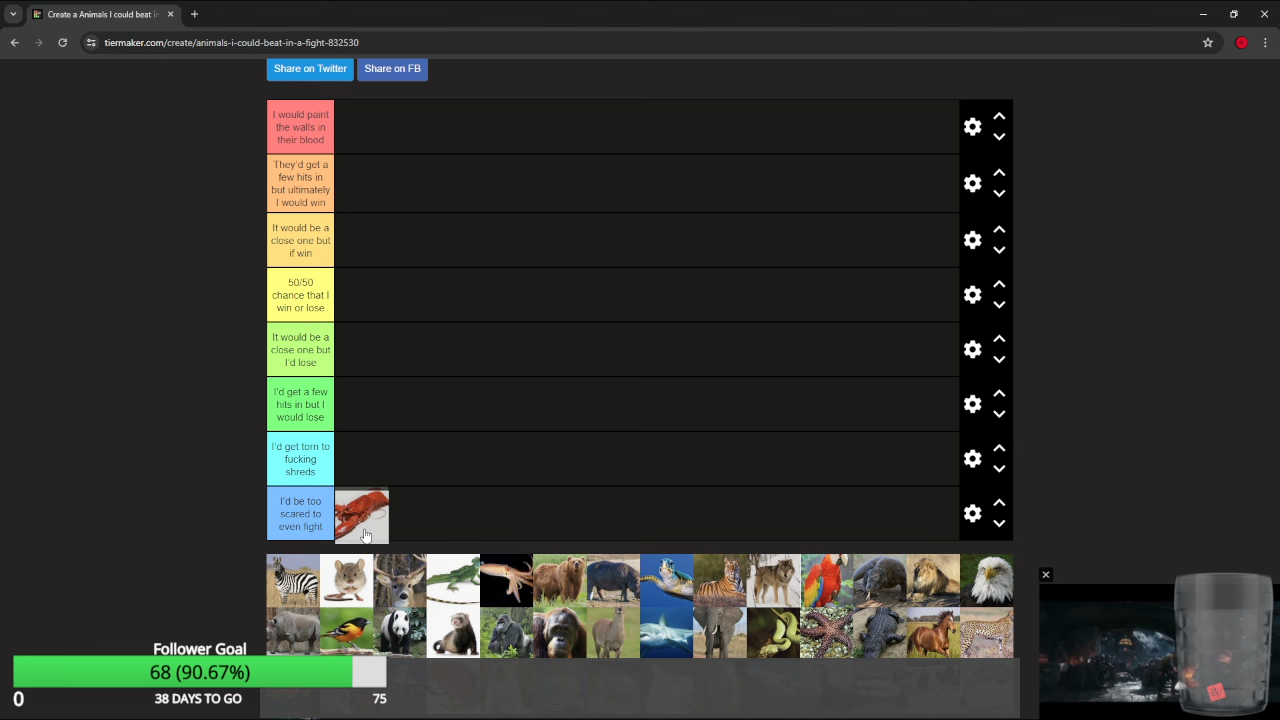 Create a Animals I could beat in
tiermaker.com/create/animals-i-could-beat-in-a-fight-832530
Share on Twitter
Share on FB
I would paint
the walls in
their blood
They'd get a
few hits in
but ultimately
I would win
It would be a
close one but
if win
50/50
chance that I
win or lose
It would be a
close one but
I'd lose
I'd get a few
hits in but I
would lose
I'd get torn to
fucking
shreds
I'd be too
scared to
even fight
Follower Goal
68 (90.67%)
0
38 DAYS TO GO
75